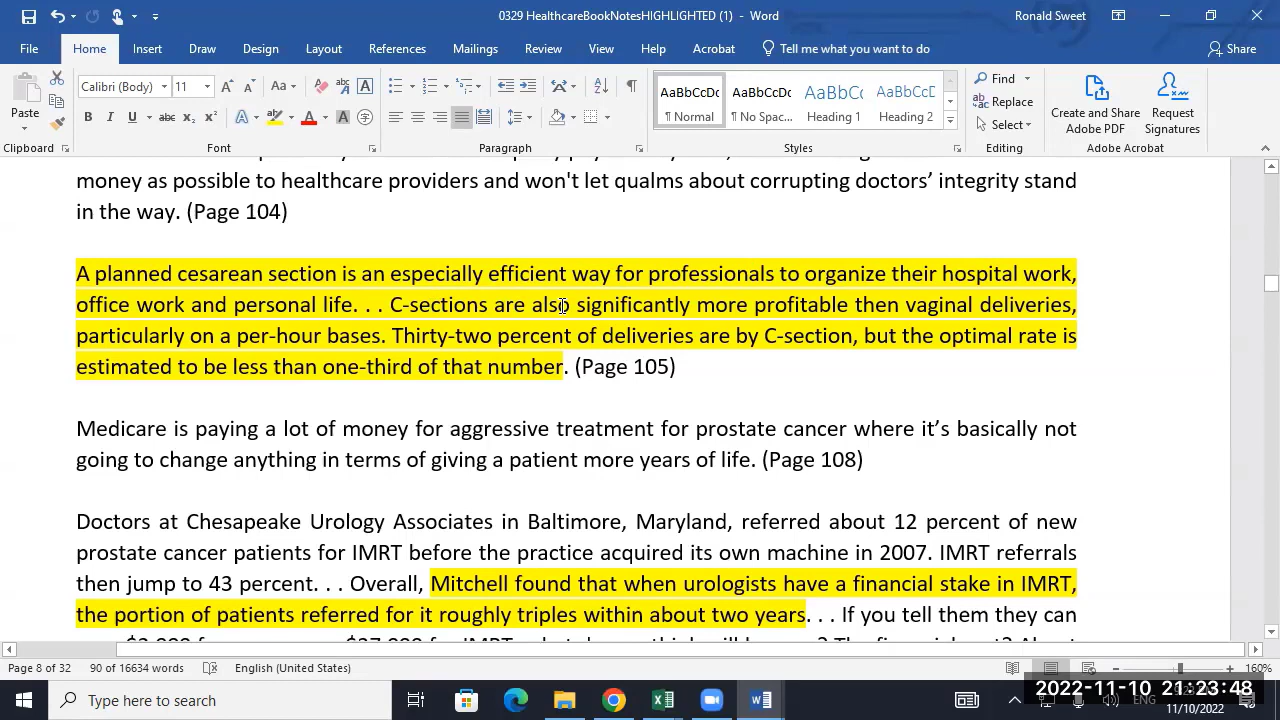 0329 HealthcareBookNotesHIGHLIGHTED (1) - Word
Ronald Sweet
File Home Insert Draw Design Layout References Mailings Review View Help Acrobat Tell me what you want to do Share
Paste
Calibri (Body) 11
Find
Replace
Select
AaBbCcDc AaBbCcDc AaBbCc AaBbCcD
¶ Normal ¶ No Spac... Heading 1 Heading 2
Create and Share Adobe PDF
Request Signatures
Clipboard Font Paragraph Styles Editing Adobe Acrobat
money as possible to healthcare providers and won't let qualms about corrupting doctors’ integrity stand
in the way. (Page 104)
A planned cesarean section is an especially efficient way for professionals to organize their hospital work,
office work and personal life. . . C-sections are also significantly more profitable then vaginal deliveries,
particularly on a per-hour bases. Thirty-two percent of deliveries are by C-section, but the optimal rate is
estimated to be less than one-third of that number. (Page 105)
Medicare is paying a lot of money for aggressive treatment for prostate cancer where it’s basically not
going to change anything in terms of giving a patient more years of life. (Page 108)
Doctors at Chesapeake Urology Associates in Baltimore, Maryland, referred about 12 percent of new
prostate cancer patients for IMRT before the practice acquired its own machine in 2007. IMRT referrals
then jump to 43 percent. . . Overall, Mitchell found that when urologists have a financial stake in IMRT,
the portion of patients referred for it roughly triples within about two years. . . If you tell them they can
Page 8 of 32 90 of 16634 words English (United States) 160%
Type here to search
ENG
2022-11-10 21:23:48
11/10/2022